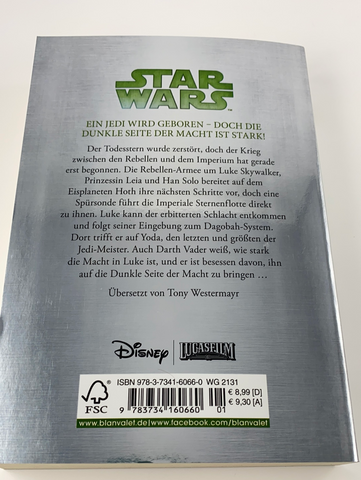 STAR
WARS
EIN JEDI WIRD GEBOREN – DOCH DIE
DUNKLE SEITE DER MACHT IST STARK!
Der Todesstern wurde zerstört, doch der Krieg
zwischen den Rebellen und dem Imperium hat gerade
erst begonnen. Die Rebellen-Armee um Luke Skywalker,
Prinzessin Leia und Han Solo bereitet auf dem
Eisplaneten Hoth ihre nächsten Schritte vor, doch eine
Spürsonde führt die Imperiale Sternenflotte direkt
zu ihnen. Luke kann der erbitterten Schlacht entkommen
und folgt seiner Eingebung zum Dagobah-System.
Dort trifft er auf Yoda, den letzten und größten der
Jedi-Meister. Auch Darth Vader weiß, wie stark
die Macht in Luke ist, und er ist besessen davon, ihn
auf die Dunkle Seite der Macht zu bringen …
Übersetzt von Tony Westermayr
Disney LUCASFILM
ISBN 978-3-7341-6066-0 WG 2131
FSC
€ 8,99 [D]
€ 9,30 [A]
9 783734 160660 01
www.blanvalet.de|www.facebook.com/blanvalet